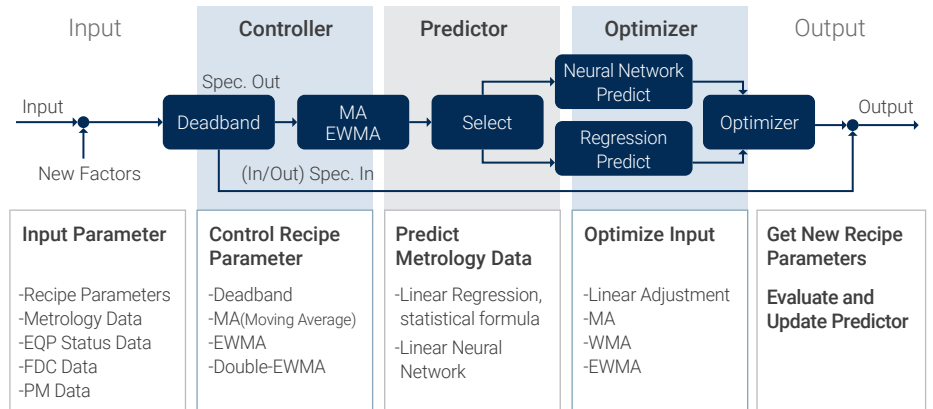 Input
Controller
Predictor
Optimizer
Output
Spec. Out
Input
New Factors
Deadband
MA
EWMA
Select
Neural Network
Predict
Regression
Predict
Optimizer
Output
(In/Out) Spec. In
Input Parameter
-Recipe Parameters
-Metrology Data
-EQP Status Data
-FDC Data
-PM Data
Control Recipe
Parameter
-Deadband
-MA(Moving Average)
-EWMA
-Double-EWMA
Predict
Metrology Data
-Linear Regression,
statistical formula
-Linear Neural
Network
Optimize Input
-Linear Adjustment
-MA
-WMA
-EWMA
Get New Recipe
Parameters
Evaluate and
Update Predictor